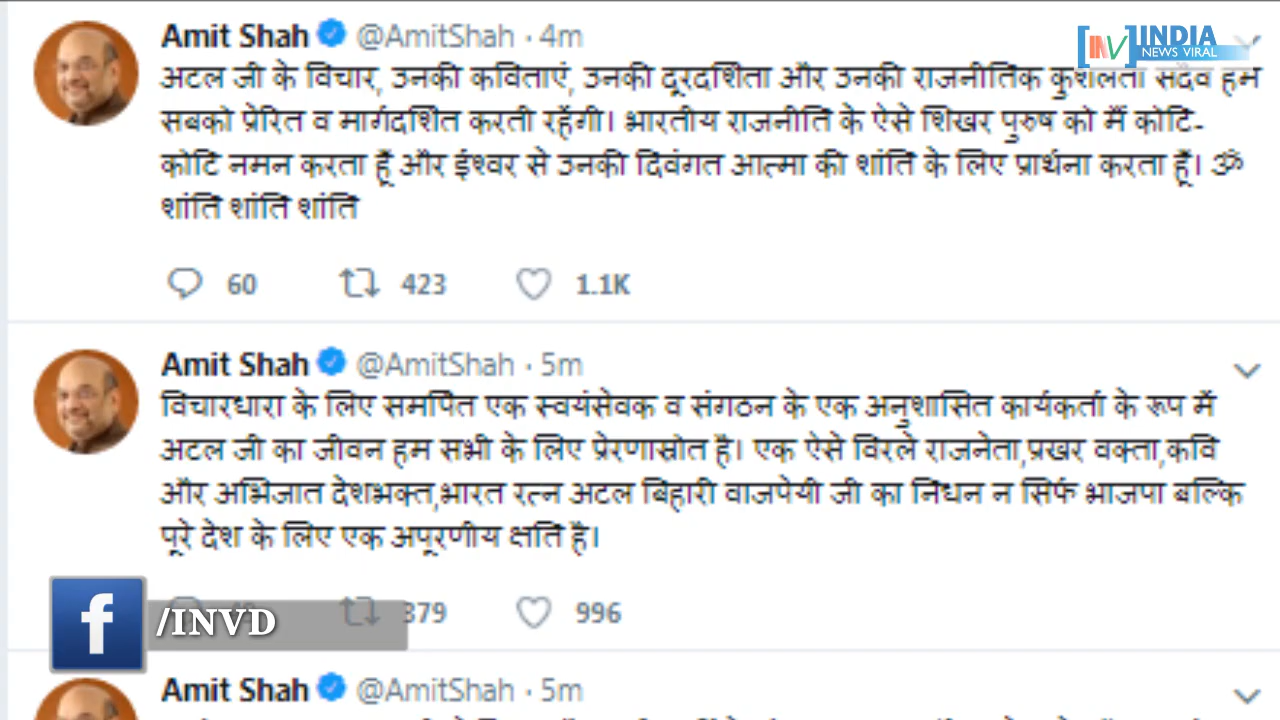 Amit Shah @AmitShah · 4m
[INV] INDIA NEWS VIRAL
अटल जी के विचार, उनकी कविताएं, उनकी दूरदर्शिता और उनकी राजनीतिक कुशलता सदैव हम
सबको प्रेरित व मार्गदर्शित करती रहेंगी। भारतीय राजनीति के ऐसे शिखर पुरुष को मैं कोटि-
कोटि नमन करता हूँ और ईश्वर से उनकी दिवंगत आत्मा की शांति के लिए प्रार्थना करता हूँ। ॐ
शांति शांति शांति
60 423 1.1K
Amit Shah @AmitShah · 5m
विचारधारा के लिए समर्पित एक स्वयंसेवक व संगठन के एक अनुशासित कार्यकर्ता के रूप में
अटल जी का जीवन हम सभी के लिए प्रेरणास्रोत है। एक ऐसे विरले राजनेता,प्रखर वक्ता,कवि
और अभिजात देशभक्त,भारत रत्न अटल बिहारी वाजपेयी जी का निधन न सिर्फ भाजपा बल्कि
पूरे देश के लिए एक अपूरणीय क्षति है।
379 996
f /INVD
Amit Shah @AmitShah · 5m